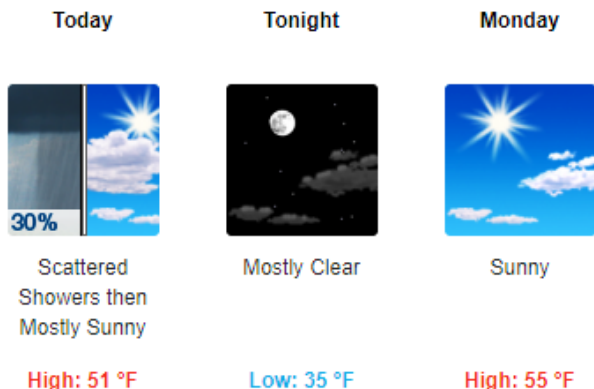 Today
Tonight
Monday
30%
Scattered
Showers then
Mostly Sunny
Mostly Clear
Sunny
High: 51 °F
Low: 35 °F
High: 55 °F